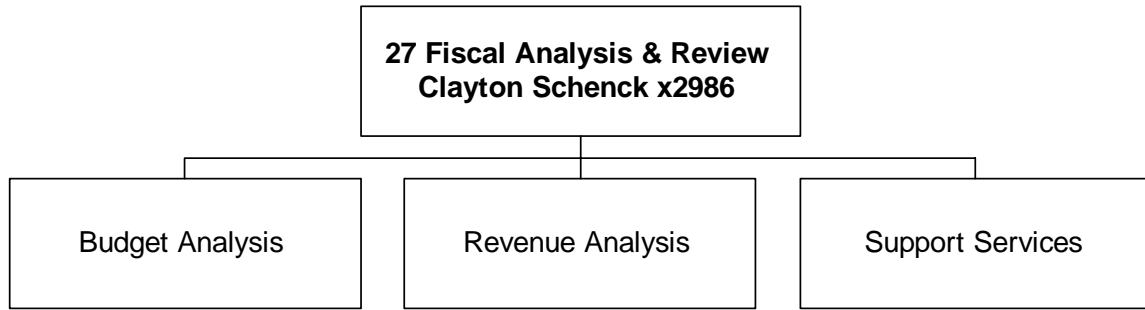 27 Fiscal Analysis & Review
Clayton Schenck x2986
Budget Analysis
Revenue Analysis
Support Services